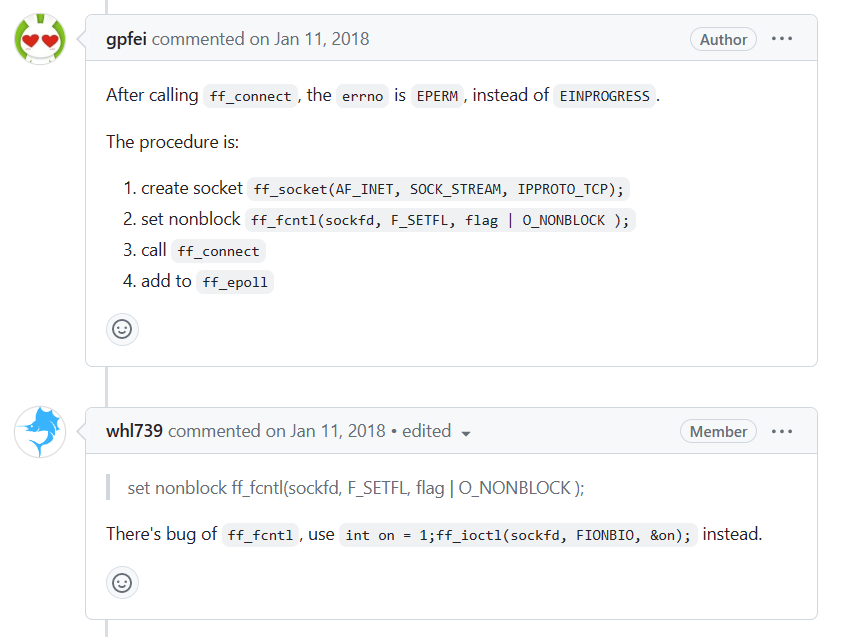 gpfei commented on Jan 11, 2018 Author ...
After calling ff_connect, the errno is EPERM, instead of EINPROGRESS.
The procedure is:
1. create socket ff_socket(AF_INET, SOCK_STREAM, IPPROTO_TCP);
2. set nonblock ff_fcntl(sockfd, F_SETFL, flag | O_NONBLOCK );
3. call ff_connect
4. add to ff_epoll
whl739 commented on Jan 11, 2018 • edited Member ...
set nonblock ff_fcntl(sockfd, F_SETFL, flag | O_NONBLOCK );
There's bug of ff_fcntl, use int on = 1;ff_ioctl(sockfd, FIONBIO, &on); instead.